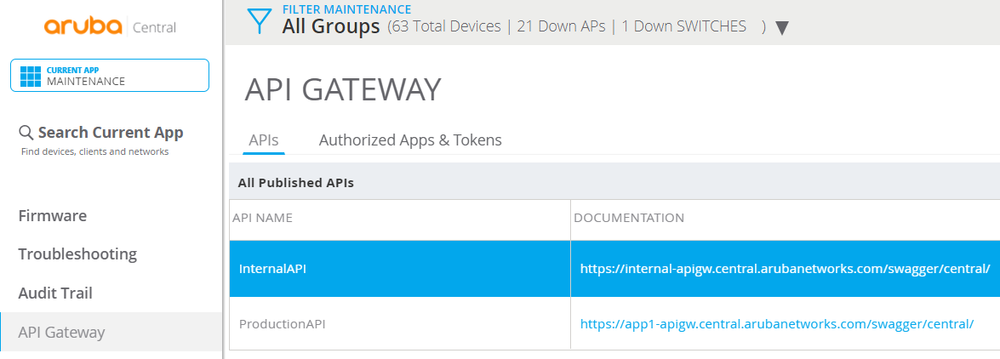 aruba Central
CURRENT APP
MAINTENANCE
Search Current App
Find devices, clients and networks
Firmware
Troubleshooting
Audit Trail
API Gateway
FILTER MAINTENANCE
All Groups (63 Total Devices | 21 Down APs | 1 Down SWITCHES ) ▼
API GATEWAY
APIs Authorized Apps & Tokens
All Published APIs
API NAME DOCUMENTATION
InternalAPI https://internal-apigw.central.arubanetworks.com/swagger/central/
ProductionAPI https://app1-apigw.central.arubanetworks.com/swagger/central/